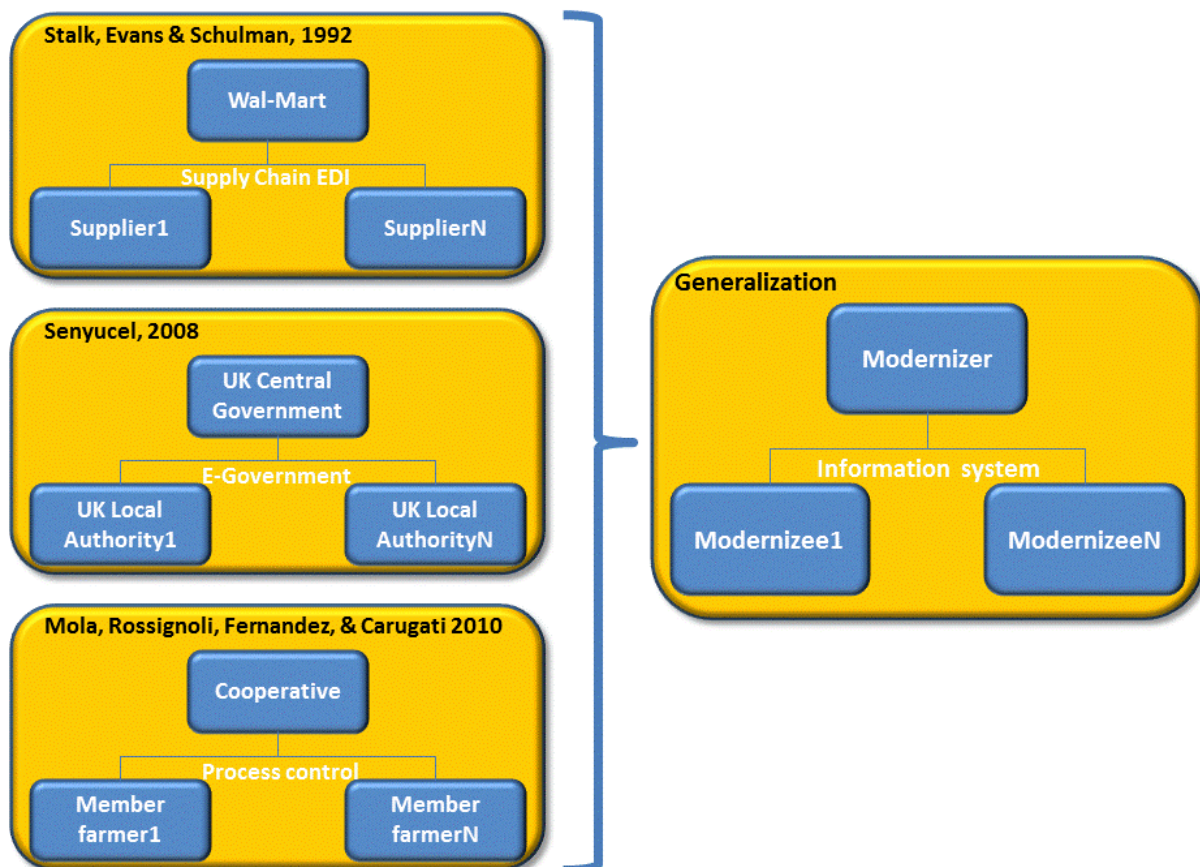 Stalk, Evans & Schulman, 1992
Wal-Mart
Supply Chain EDI
Supplier1
SupplierN
Senyucel, 2008
UK Central
Government
E-Government
UK Local
Authority1
UK Local
AuthorityN
Mola, Rossignoli, Fernandez, & Carugati 2010
Cooperative
Process control
Member
farmer1
Member
farmerN
Generalization
Modernizer
Information system
Modernizee1
ModernizeeN